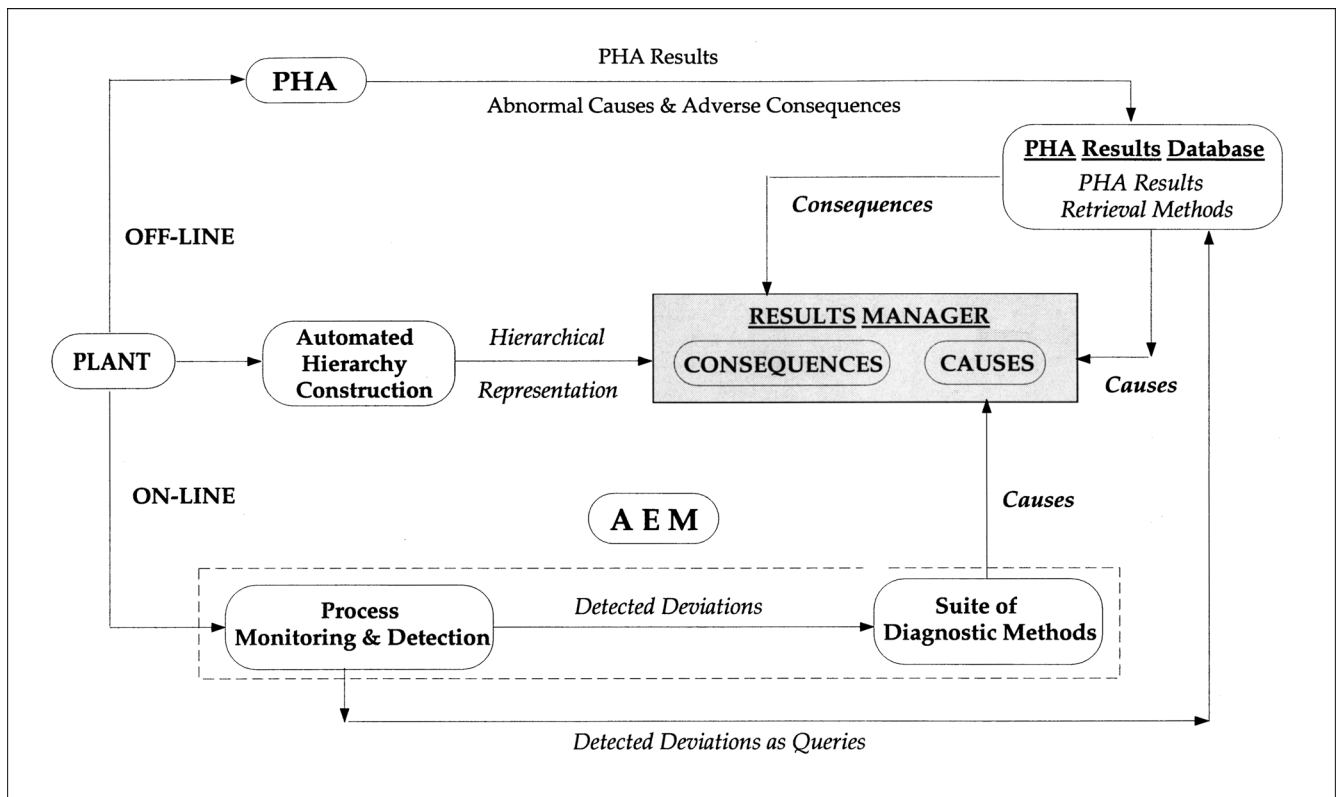 PHA Results
PHA
Abnormal Causes & Adverse Consequences
PHA Results Database
PHA Results
Retrieval Methods
Consequences
OFF-LINE
RESULTS MANAGER
CONSEQUENCES
CAUSES
Automated
Hierarchy
Construction
Hierarchical
Representation
PLANT
Causes
ON-LINE
Causes
A E M
Process
Monitoring & Detection
Detected Deviations
Suite of
Diagnostic Methods
Detected Deviations as Queries